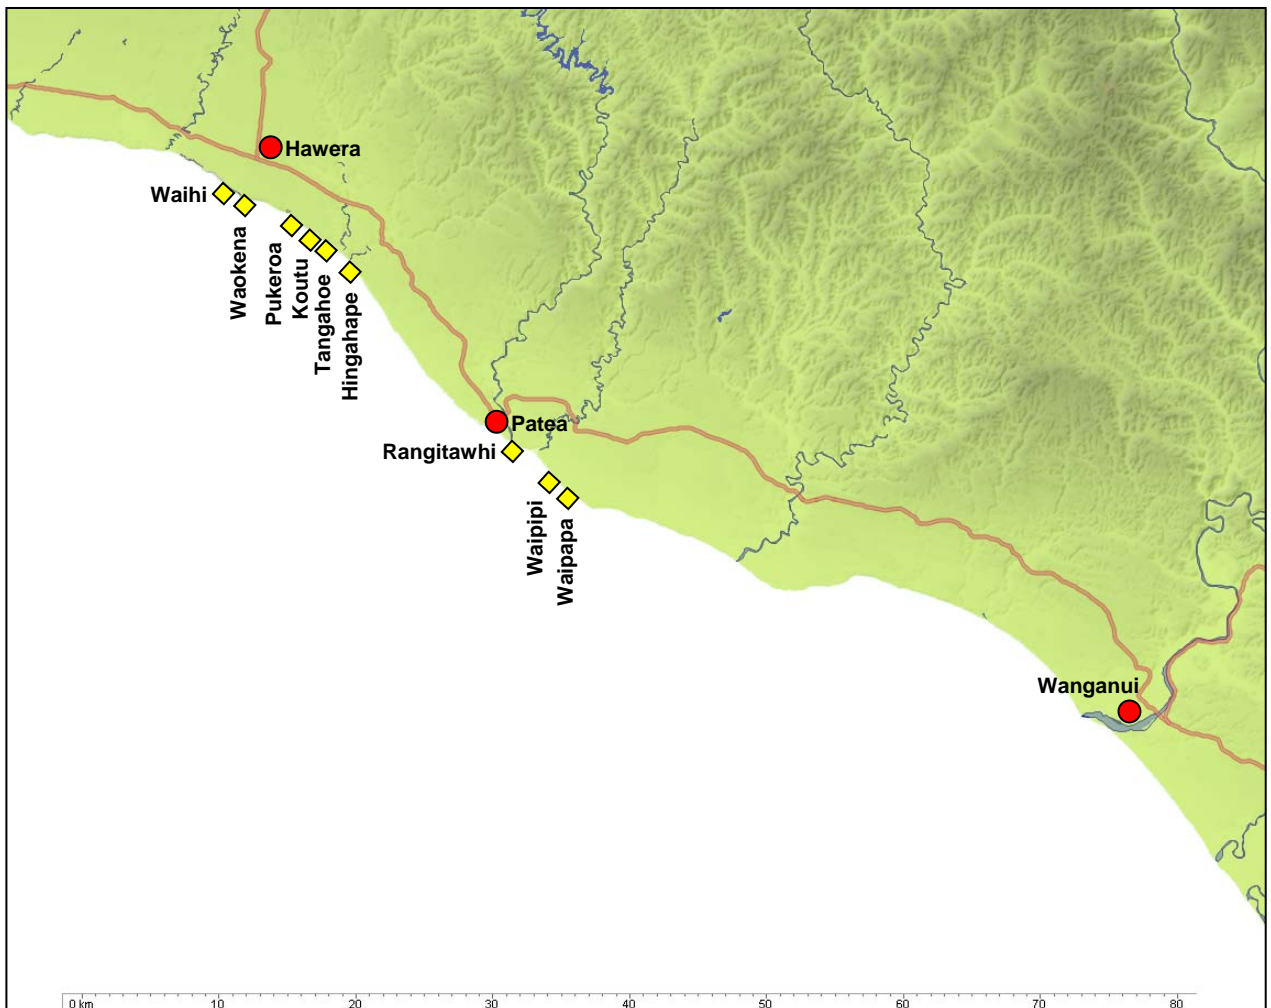 Hawera
Waihi
Waokena
Pukeroa
Koutu
Tangahoe
Hingahape
Patea
Rangitawhi
Waipipi
Waipapa
Wanganui
0 km 10 20 30 40 50 60 70 80